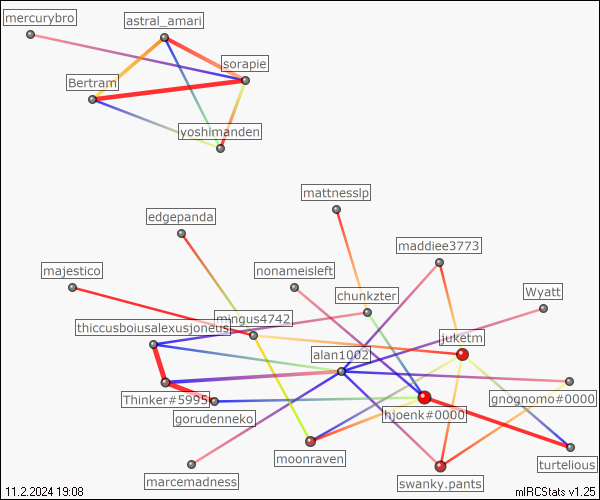 mercurybro
astral_amari
sorapie
Bertram
yoshimanden
mattnesslp
edgepanda
maddiee3773
majestico
nonameisleft
chunkzter
Wyatt
mingus4742
thiccusboiusalexusjoneus
juketm
alan1002
Thinker#5995
gnognono#0000
hjoenk#0000
gorudenneko
moonraven
turtelious
marcemadness
swanky.pants
11.2.2024 19:08
mIRCStats v1.25